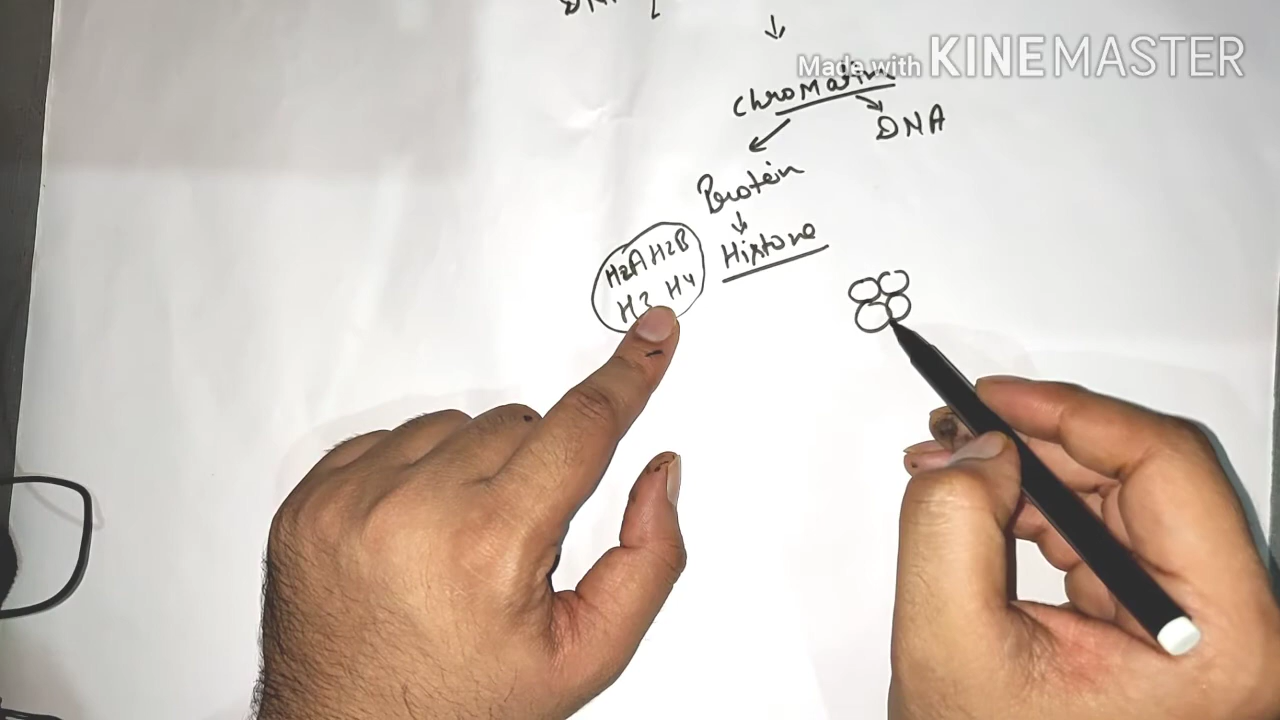 Made with KINEMASTER
Chromatin
DNA
Protein
Histone
H2A H2B
H3 H4